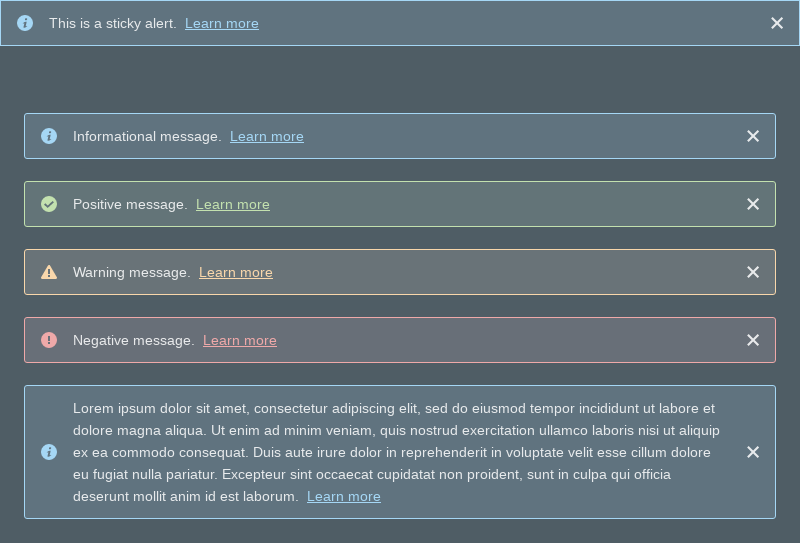 This is a sticky alert. Learn more
Informational message. Learn more
Positive message. Learn more
Warning message. Learn more
Negative message. Learn more
Lorem ipsum dolor sit amet, consectetur adipiscing elit, sed do eiusmod tempor incididunt ut labore et
dolore magna aliqua. Ut enim ad minim veniam, quis nostrud exercitation ullamco laboris nisi ut aliquip
ex ea commodo consequat. Duis aute irure dolor in reprehenderit in voluptate velit esse cillum dolore
eu fugiat nulla pariatur. Excepteur sint occaecat cupidatat non proident, sunt in culpa qui officia
deserunt mollit anim id est laborum. Learn more